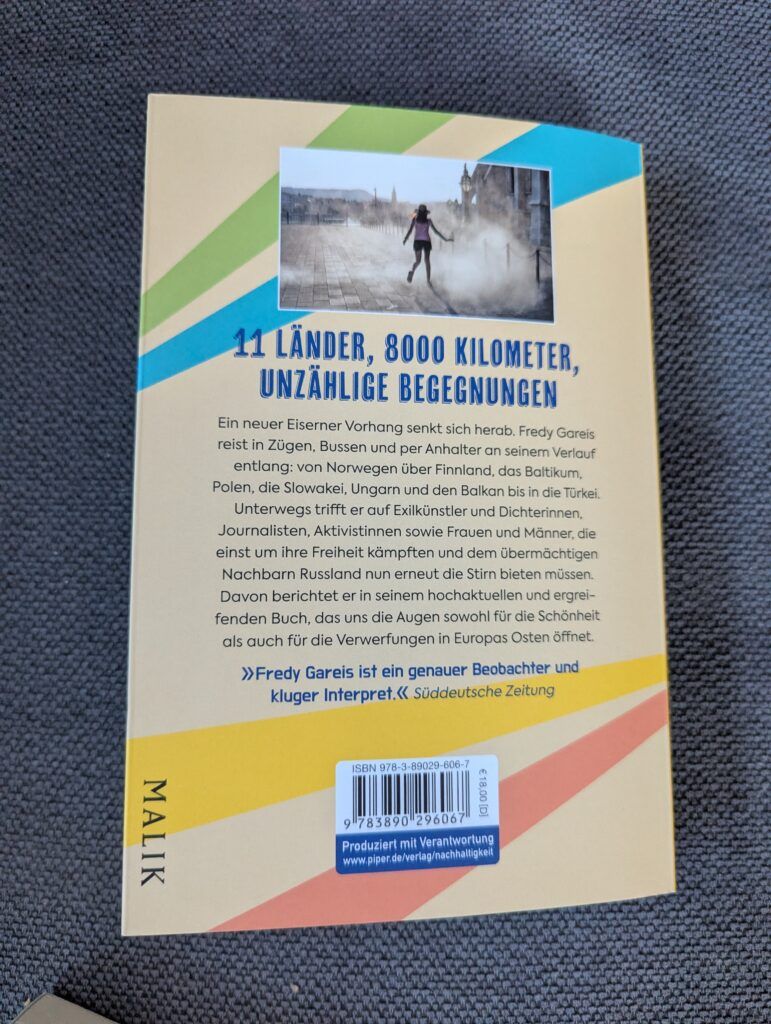 11 LÄNDER, 8000 KILOMETER,
UNZÄHLIGE BEGEGNUNGEN
Ein neuer Eiserner Vorhang senkt sich herab. Fredy Gareis
reist in Zügen, Bussen und per Anhalter an seinem Verlauf
entlang: von Norwegen über Finnland, das Baltikum,
Polen, die Slowakei, Ungarn und den Balkan bis in die Türkei.
Unterwegs trifft er auf Exilkünstler und Dichterinnen,
Journalisten, Aktivistinnen sowie Frauen und Männer, die
einst um ihre Freiheit kämpften und dem übermächtigen
Nachbarn Russland nun erneut die Stirn bieten müssen.
Davon berichtet er in seinem hochaktuellen und ergrei-
fenden Buch, das uns die Augen sowohl für die Schönheit
als auch für die Verwerfungen in Europas Osten öffnet.
»Fredy Gareis ist ein genauer Beobachter und
kluger Interpret.« Süddeutsche Zeitung
ISBN 978-3-89029-606-7
€ 18,00 [D]
9 783890 296067
Produziert mit Verantwortung
www.piper.de/verlag/nachhaltigkeit
MALIK